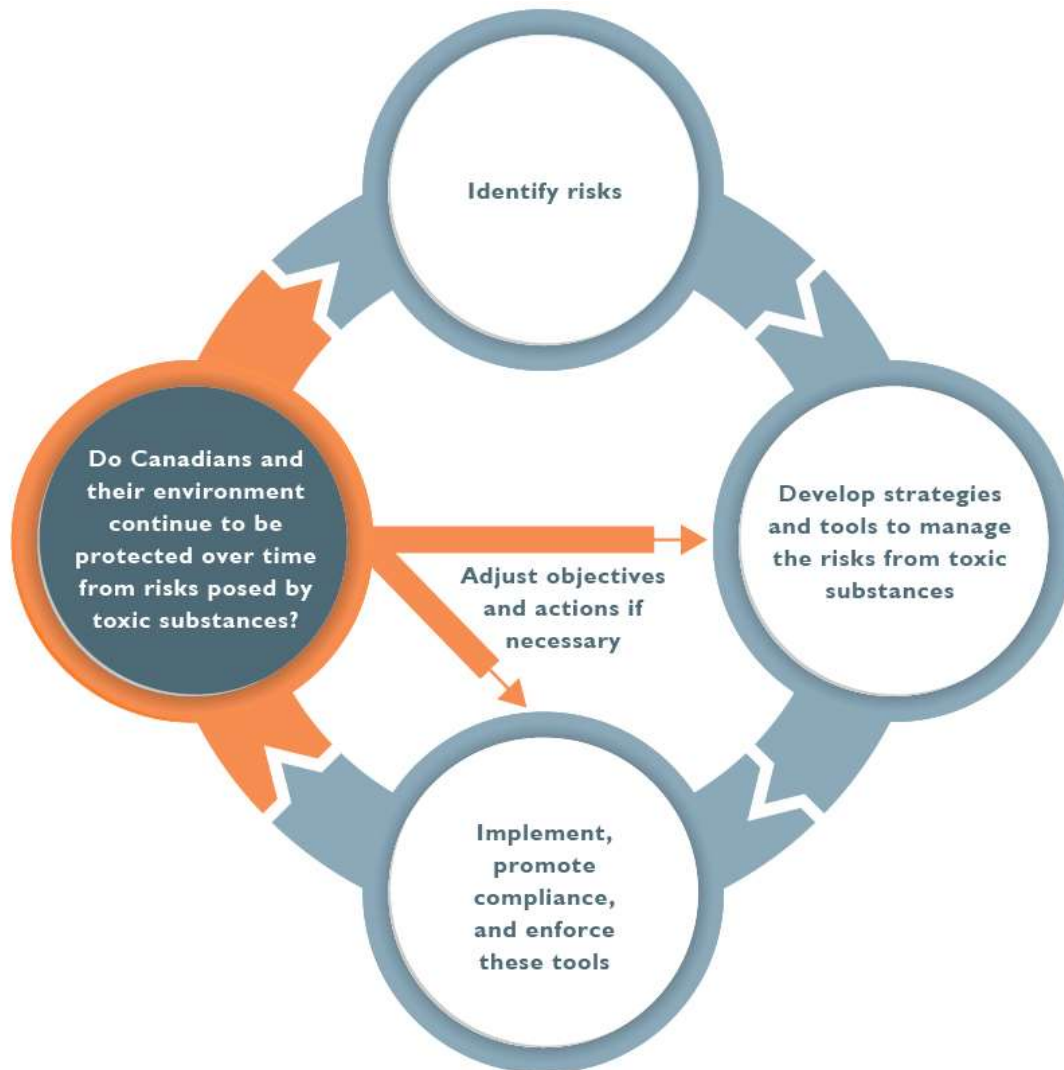 Identify risks
Do Canadians and
their environment
continue to be
protected over time
from risks posed by
toxic substances?
Adjust objectives
and actions if
necessary
Develop strategies
and tools to manage
the risks from toxic
substances
Implement,
promote
compliance,
and enforce
these tools